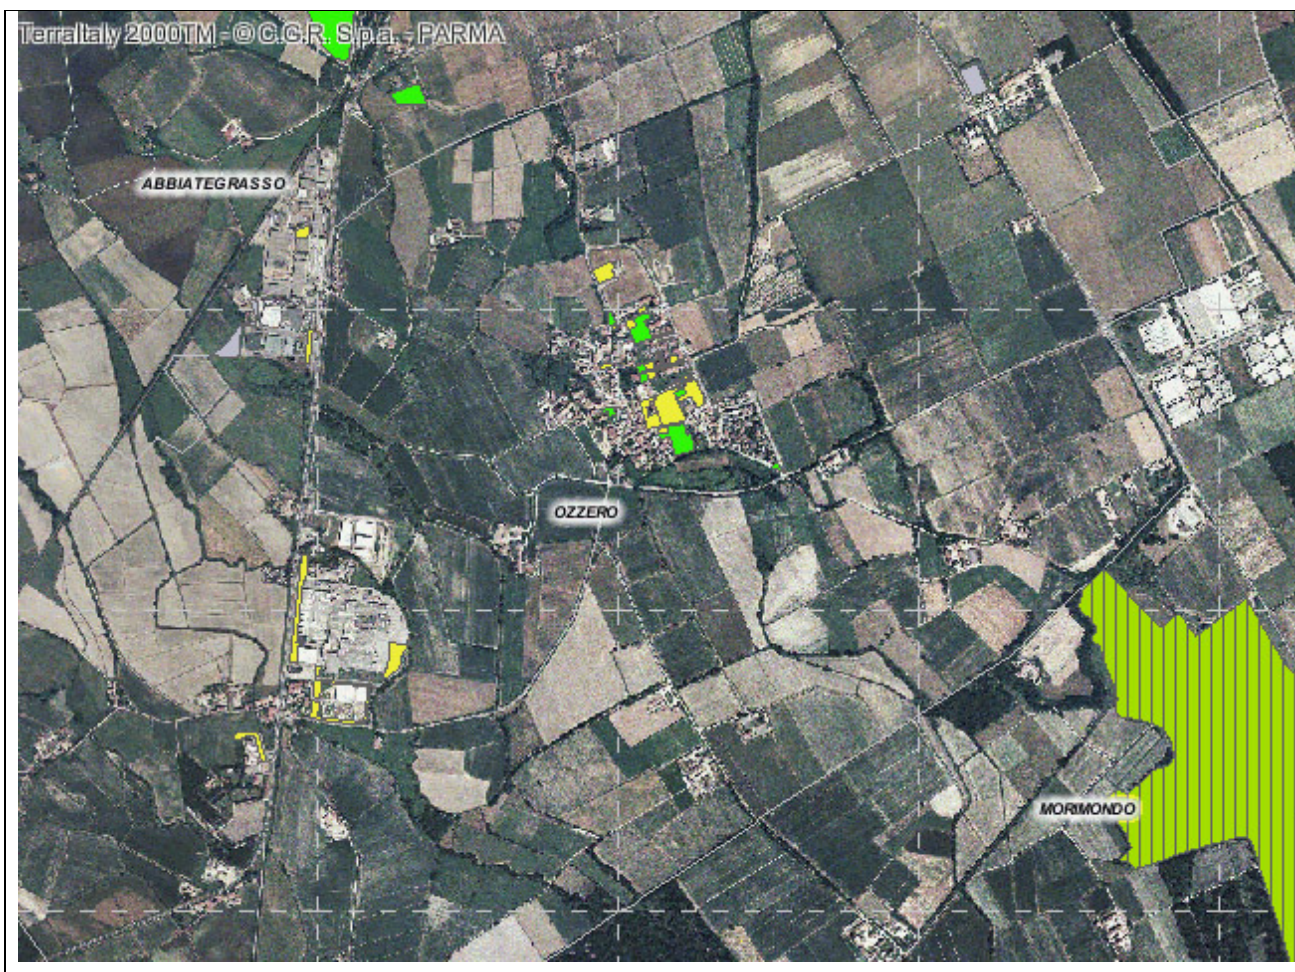 TerraItaly 2000TM - © C.G.R. S.p.a. - PARMA
ABBIATEGRASSO
OZZERO
MORIMONDO